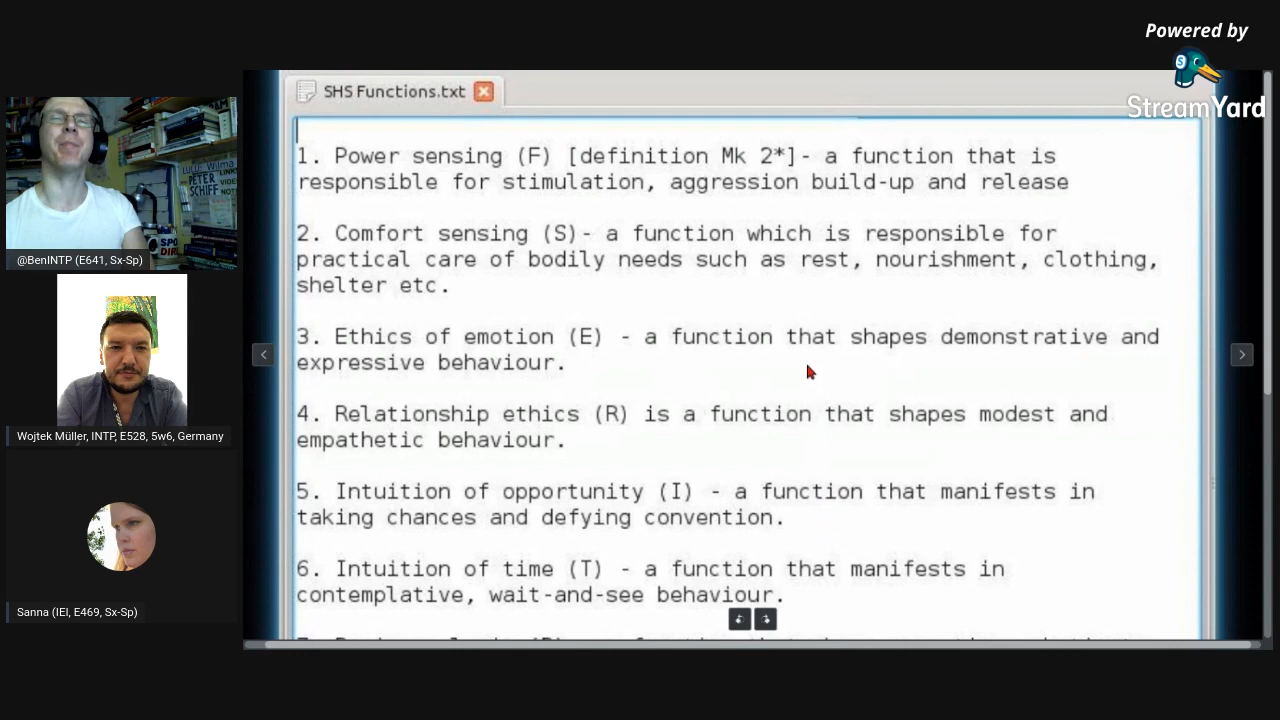 Powered by
StreamYard
SHS Functions.txt
1. Power sensing (F) [definition Mk 2*]- a function that is
responsible for stimulation, aggression build-up and release
2. Comfort sensing (S)- a function which is responsible for
practical care of bodily needs such as rest, nourishment, clothing,
shelter etc.
3. Ethics of emotion (E) - a function that shapes demonstrative and
expressive behaviour.
4. Relationship ethics (R) is a function that shapes modest and
empathetic behaviour.
5. Intuition of opportunity (I) - a function that manifests in
taking chances and defying convention.
6. Intuition of time (T) - a function that manifests in
contemplative, wait-and-see behaviour.
PETER
SCHIFF
LINKS
VIDEO
NOT
@BenINTP (E641, Sx-Sp)
Wojtek Müller, INTP, E528, 5w6, Germany
Sanna (IEI, E469, Sx-Sp)